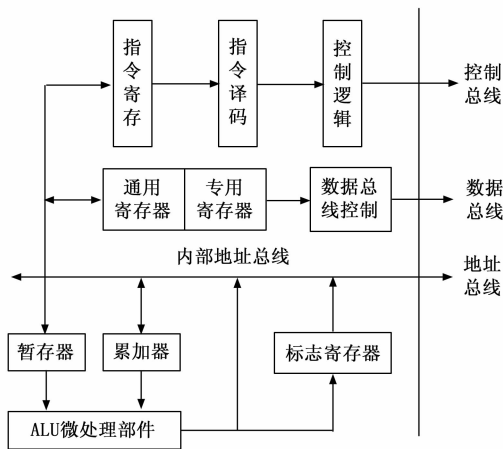 指令寄存
指令译码
控制逻辑
控制
总线
通用
寄存器
专用
寄存器
数据总
线控制
数据
总线
内部地址总线
地址
总线
暂存器
累加器
标志寄存器
ALU微处理部件